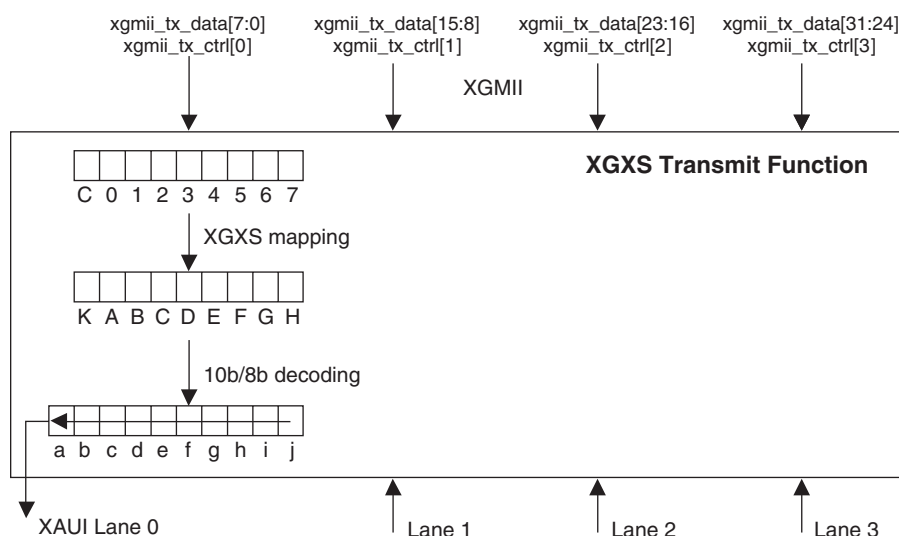 xgmii_tx_data[7:0] xgmii_tx_data[15:8] xgmii_tx_data[23:16] xgmii_tx_data[31:24]
xgmii_tx_ctrl[0] xgmii_tx_ctrl[1] xgmii_tx_ctrl[2] xgmii_tx_ctrl[3]
XGMII
XGXS Transmit Function
C 0 1 2 3 4 5 6 7
XGXS mapping
K A B C D E F G H
10b/8b decoding
a b c d e f g h i j
XAUI Lane 0 Lane 1 Lane 2 Lane 3